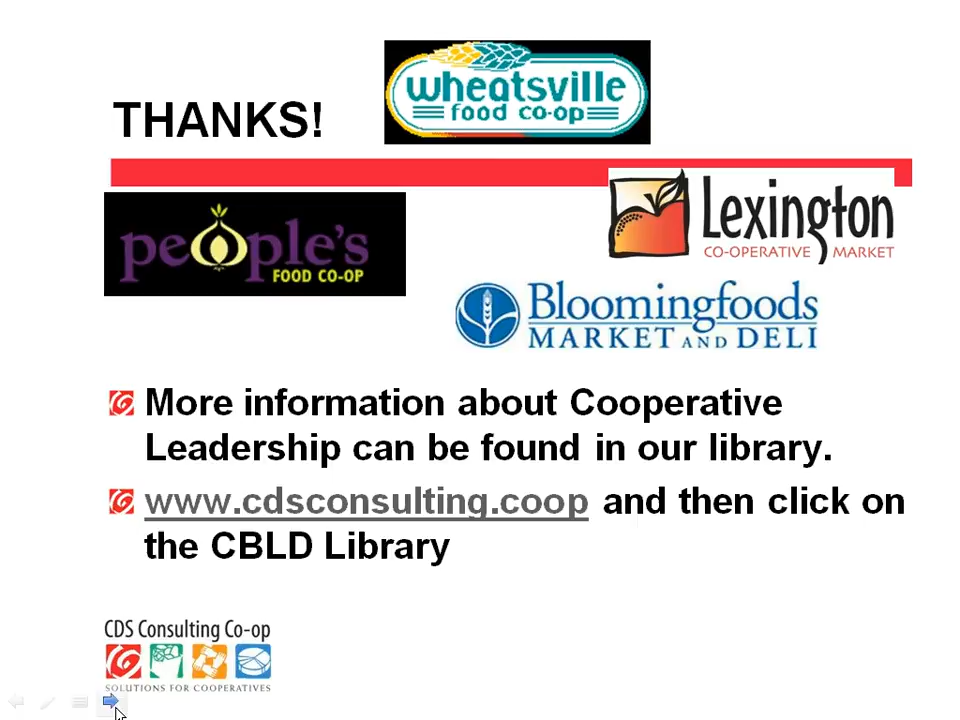 THANKS!
wheatsville
food co-op
people's
FOOD CO-OP
Lexington
CO-OPERATIVE MARKET
Bloomingfoods
MARKET AND DELI
More information about Cooperative
Leadership can be found in our library.
www.cdsconsulting.coop and then click on
the CBLD Library
CDS Consulting Co-op
SOLUTIONS FOR COOPERATIVES